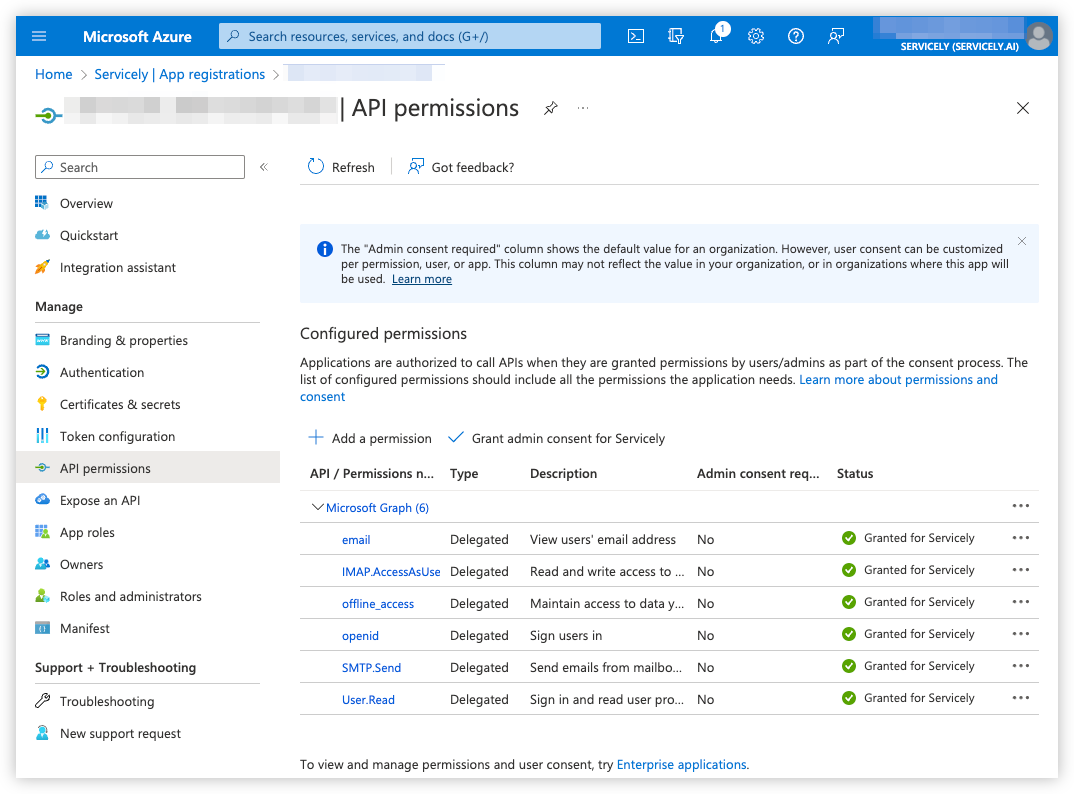 Microsoft Azure
Search resources, services, and docs (G+/)
1
SERVICELY (SERVICELY.AI)
Home > Servicely | App registrations >
| API permissions
Search
Refresh
Got feedback?
Overview
Quickstart
Integration assistant
Manage
Branding & properties
Authentication
Certificates & secrets
Token configuration
API permissions
Expose an API
App roles
Owners
Roles and administrators
Manifest
Support + Troubleshooting
Troubleshooting
New support request
The "Admin consent required" column shows the default value for an organization. However, user consent can be customized
per permission, user, or app. This column may not reflect the value in your organization, or in organizations where this app will
be used. Learn more
Configured permissions
Applications are authorized to call APIs when they are granted permissions by users/admins as part of the consent process. The
list of configured permissions should include all the permissions the application needs. Learn more about permissions and
consent
Add a permission
Grant admin consent for Servicely
API / Permissions n... Type Description Admin consent req... Status
Microsoft Graph (6)
email Delegated View users' email address No Granted for Servicely
IMAP.AccessAsUse Delegated Read and write access to ... No Granted for Servicely
offline_access Delegated Maintain access to data y... No Granted for Servicely
openid Delegated Sign users in No Granted for Servicely
SMTP.Send Delegated Send emails from mailbo... No Granted for Servicely
User.Read Delegated Sign in and read user pro... No Granted for Servicely
To view and manage permissions and user consent, try Enterprise applications.